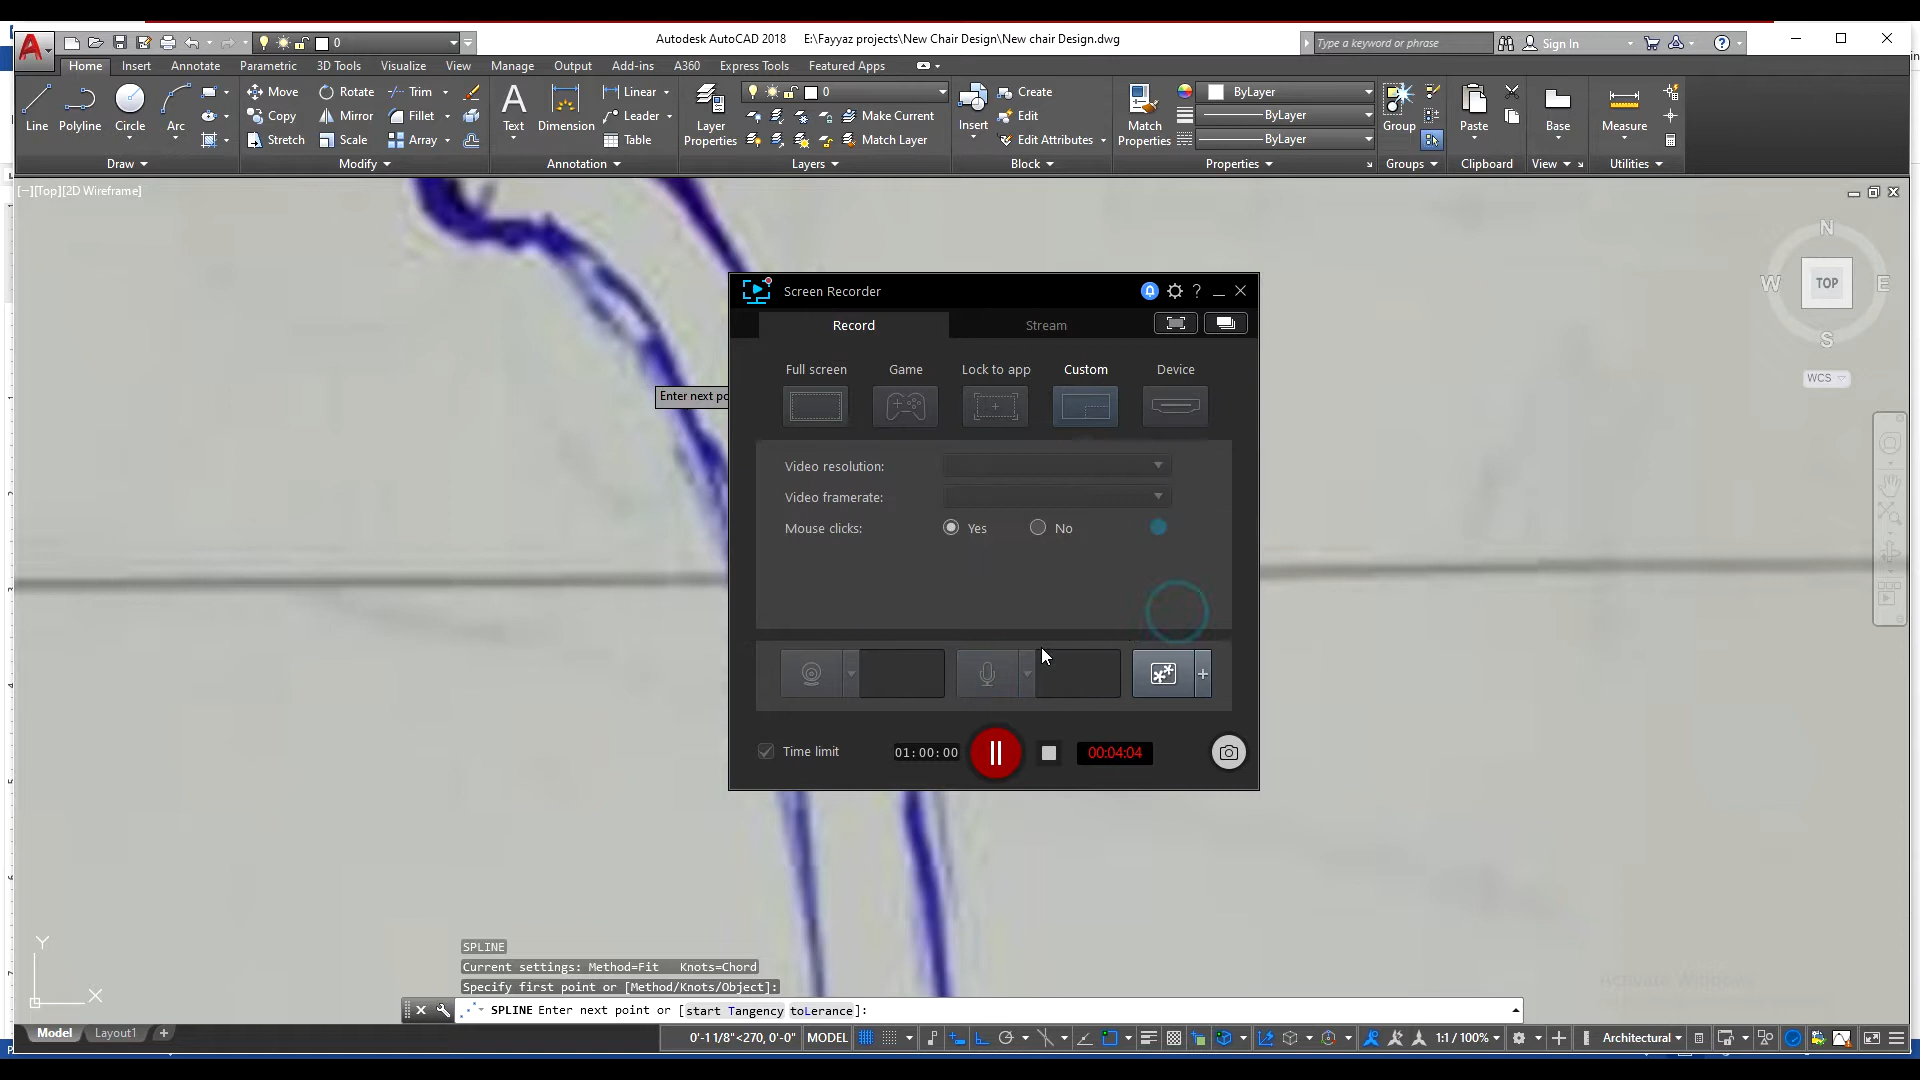 0
Autodesk AutoCAD 2018 E:\Fayyaz projects\New Chair Design\New chair Design.dwg
Type a keyword or phrase
Sign In
Home Insert Annotate Parametric 3D Tools Visualize View Manage Output Add-ins A360 Express Tools Featured Apps
Line Polyline Circle Arc
Move Rotate Trim
Copy Mirror Fillet
Stretch Scale Array
Text Dimension
Linear
Leader
Table
Layer Properties
0
Make Current
Match Layer
Insert
Create
Edit
Edit Attributes
Match Properties
ByLayer
ByLayer
ByLayer
Group
Paste
Base
Measure
Draw Modify Annotation Layers Block Properties Groups Clipboard View Utilities
[−][Top][2D Wireframe]
N
W TOP E
S
WCS
Screen Recorder
Record Stream
Full screen Game Lock to app Custom Device
Enter next po
Video resolution:
Video framerate:
Mouse clicks: Yes No
Time limit 01:00:00 00:04:04
Y
X
SPLINE
Current settings: Method=Fit Knots=Chord
Specify first point or [Method/Knots/Object]:
SPLINE Enter next point or [start Tangency toLerance]:
Activate Windows
Model Layout1 +
0'-1 1/8"<270, 0'-0" MODEL 1:1 / 100% Architectural